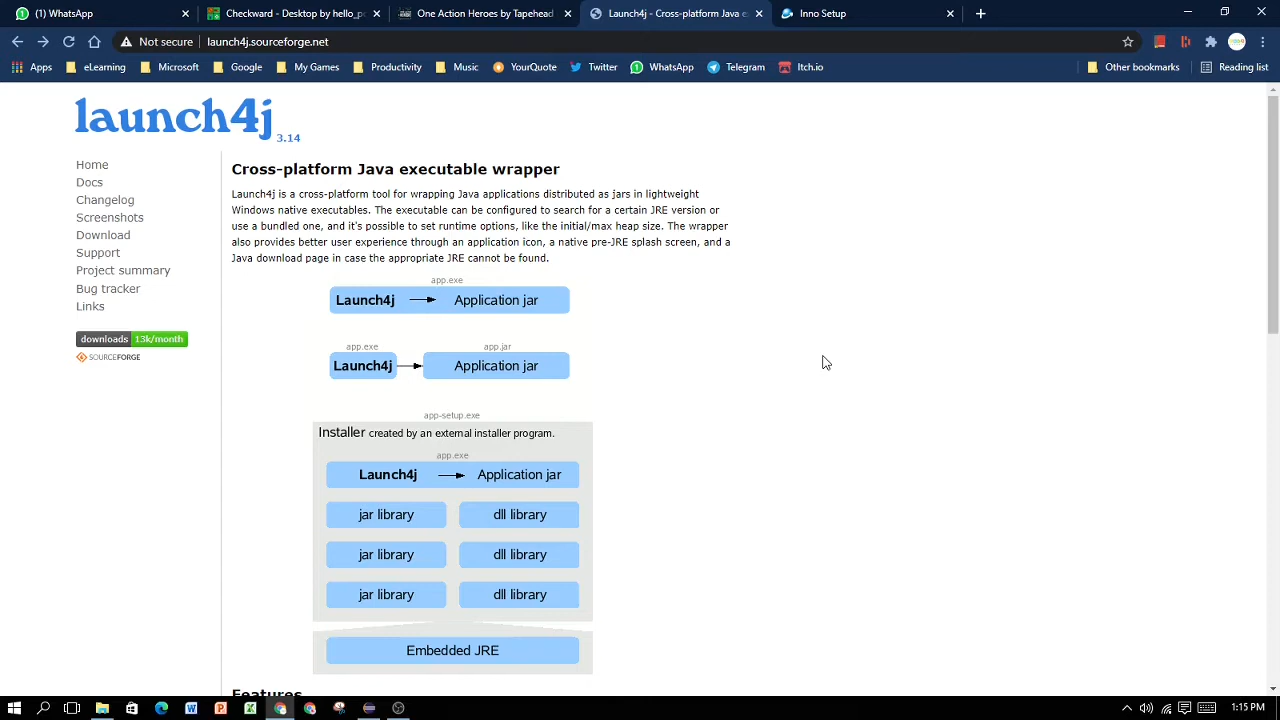 (1) WhatsApp
Checkward - Desktop by hello_po
One Action Heroes by Tapehead
Launch4j - Cross-platform Java e
Inno Setup
Not secure
launch4j.sourceforge.net
Apps
eLearning
Microsoft
Google
My Games
Productivity
Music
YourQuote
Twitter
WhatsApp
Telegram
Itch.io
Other bookmarks
Reading list
launch4j 3.14
Home
Docs
Changelog
Screenshots
Download
Support
Project summary
Bug tracker
Links
downloads 13k/month
SOURCEFORGE
Cross-platform Java executable wrapper
Launch4j is a cross-platform tool for wrapping Java applications distributed as jars in lightweight
Windows native executables. The executable can be configured to search for a certain JRE version or
use a bundled one, and it's possible to set runtime options, like the initial/max heap size. The wrapper
also provides better user experience through an application icon, a native pre-JRE splash screen, and a
Java download page in case the appropriate JRE cannot be found.
app.exe
Launch4j
Application jar
app.exe
app.jar
Launch4j
Application jar
app-setup.exe
Installer created by an external installer program.
app.exe
Launch4j
Application jar
jar library
dll library
jar library
dll library
jar library
dll library
Embedded JRE
Features
1:15 PM